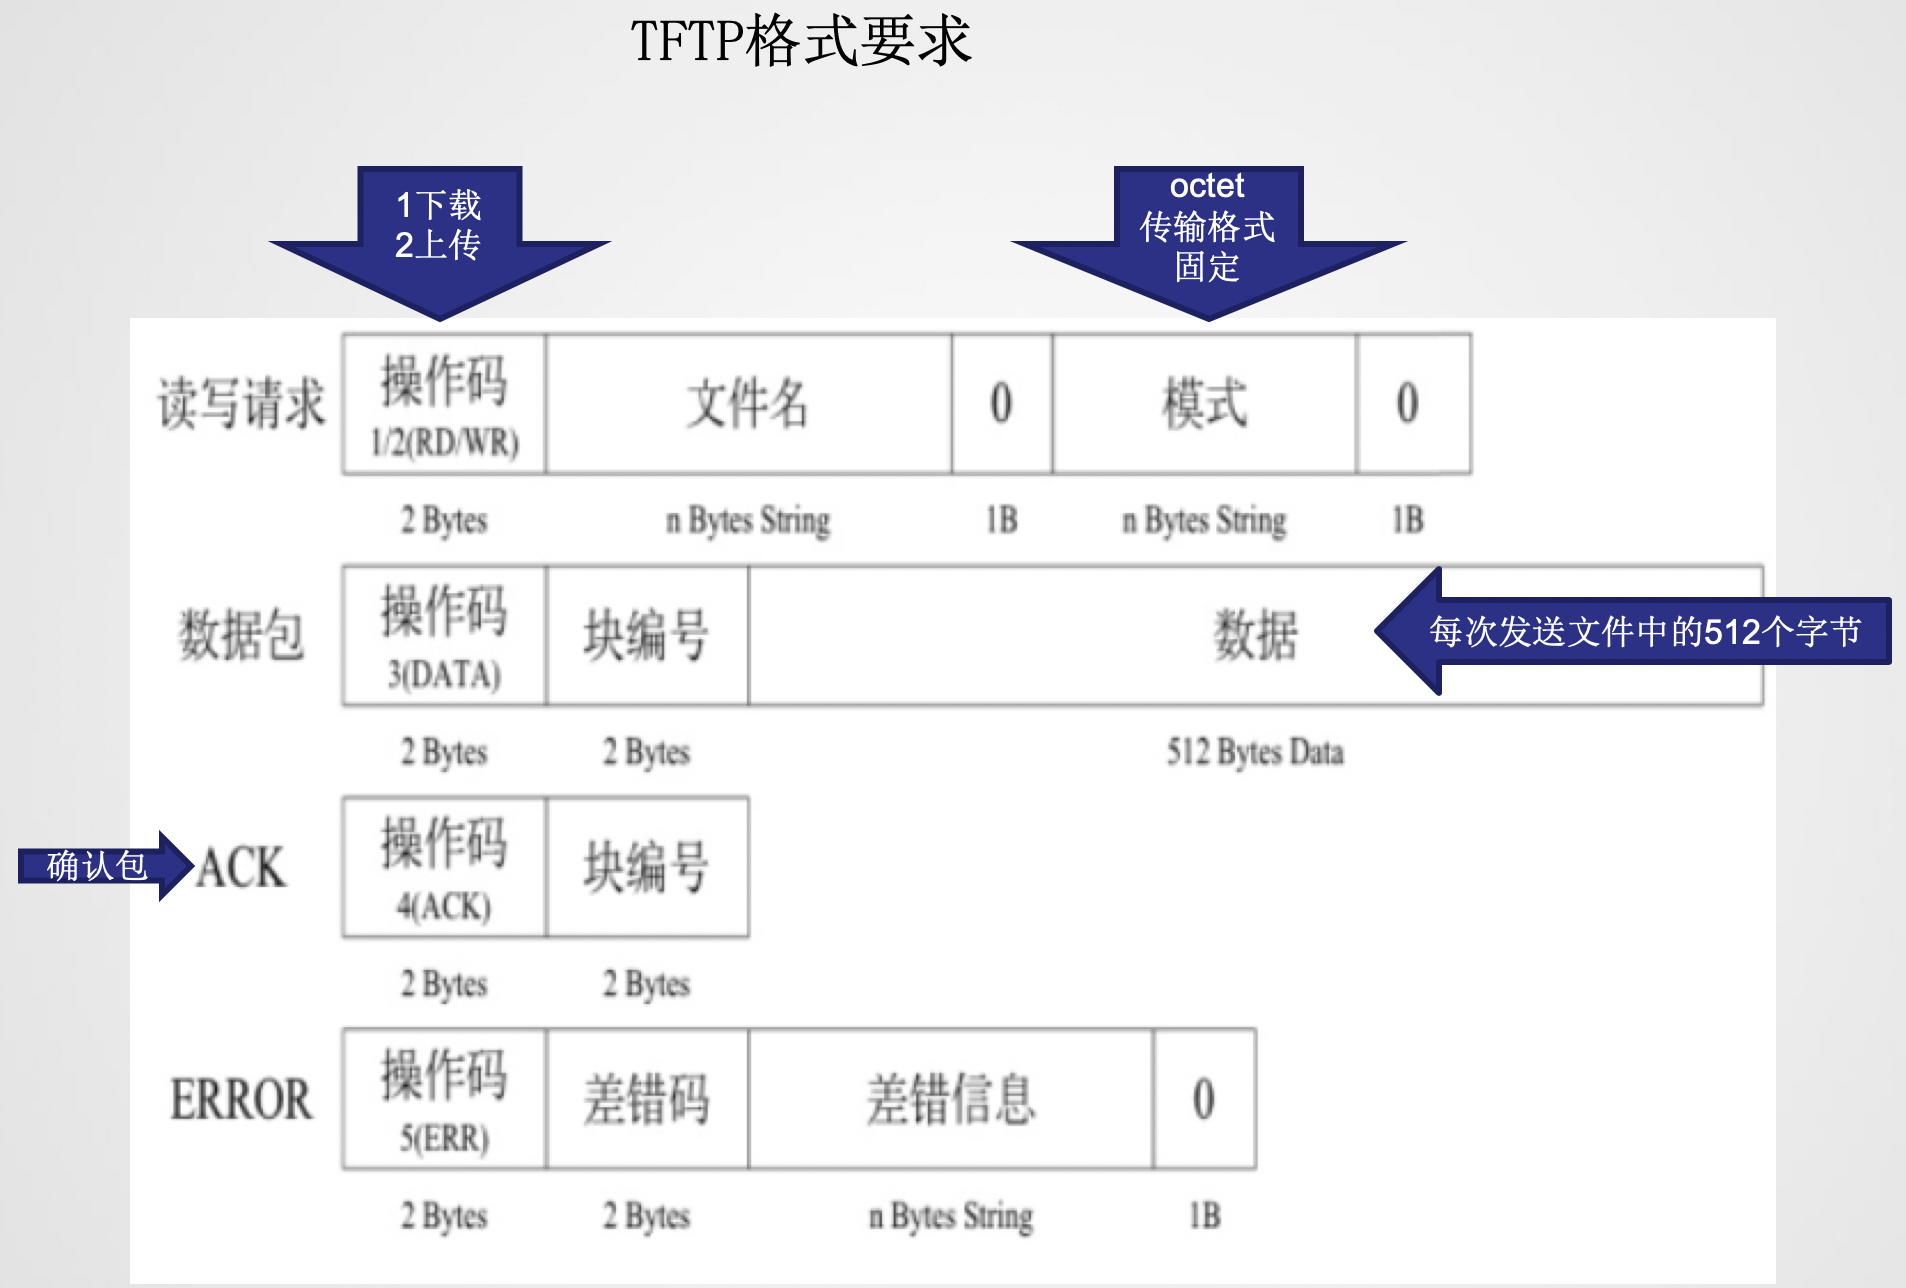 TFTP格式要求
1下载
2上传
octet
传输格式
固定
读写请求
操作码
1/2(RD/WR)
文件名
0
模式
0
2 Bytes
n Bytes String
1B
n Bytes String
1B
数据包
操作码
3(DATA)
块编号
数据
每次发送文件中的512个字节
2 Bytes
2 Bytes
512 Bytes Data
确认包
ACK
操作码
4(ACK)
块编号
2 Bytes
2 Bytes
ERROR
操作码
5(ERR)
差错码
差错信息
0
2 Bytes
2 Bytes
n Bytes String
1B